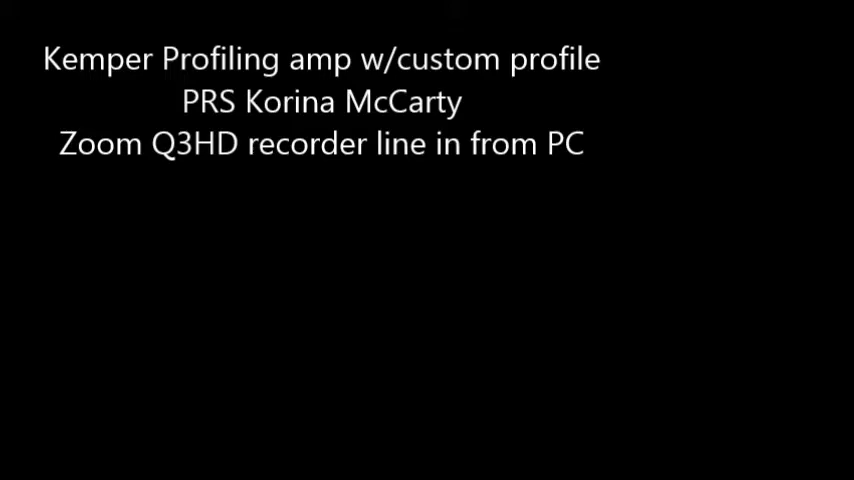 Kemper Profiling amp w/custom profile
PRS Korina McCarty
Zoom Q3HD recorder line in from PC